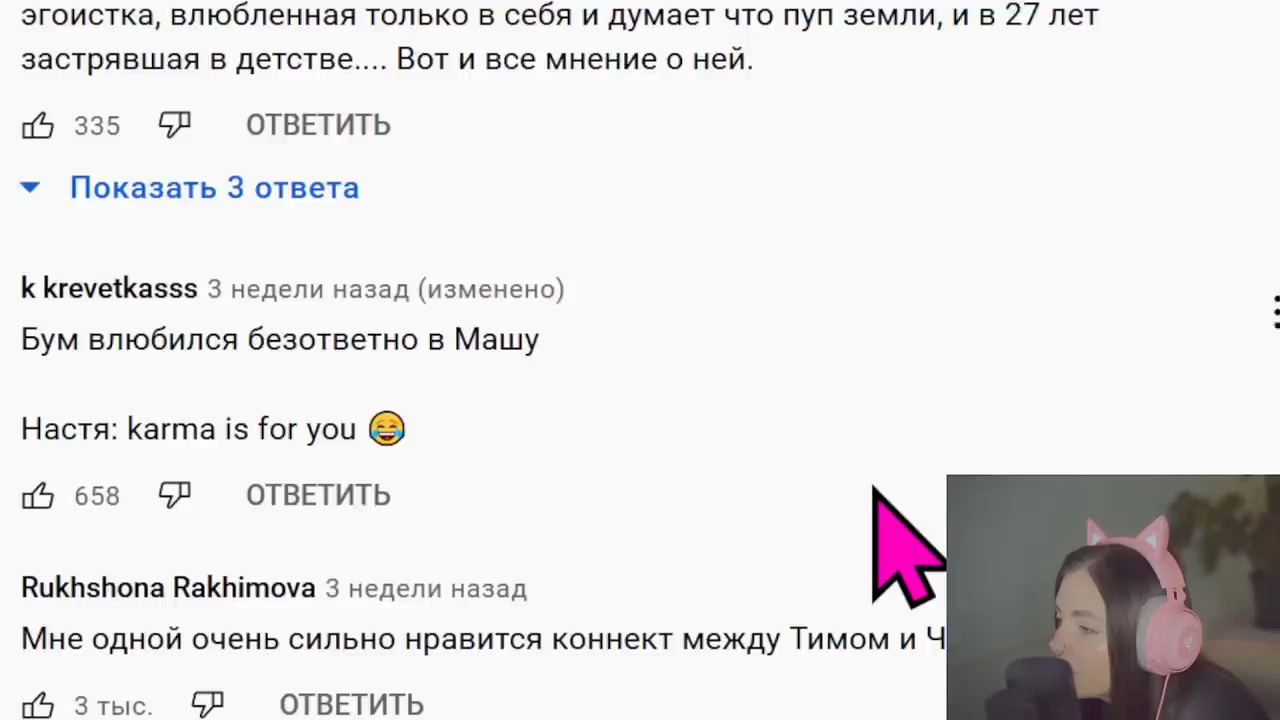 эгоистка, влюбленная только в себя и думает что пуп земли, и в 27 лет
застрявшая в детстве.... Вот и все мнение о ней.
335 ОТВЕТИТЬ
Показать 3 ответа
k krevetkasss 3 недели назад (изменено)
Бум влюбился безответно в Машу
Настя: karma is for you 😂
658 ОТВЕТИТЬ
Rukhshona Rakhimova 3 недели назад
Мне одной очень сильно нравится коннект между Тимом и Ч
3 тыс. ОТВЕТИТЬ